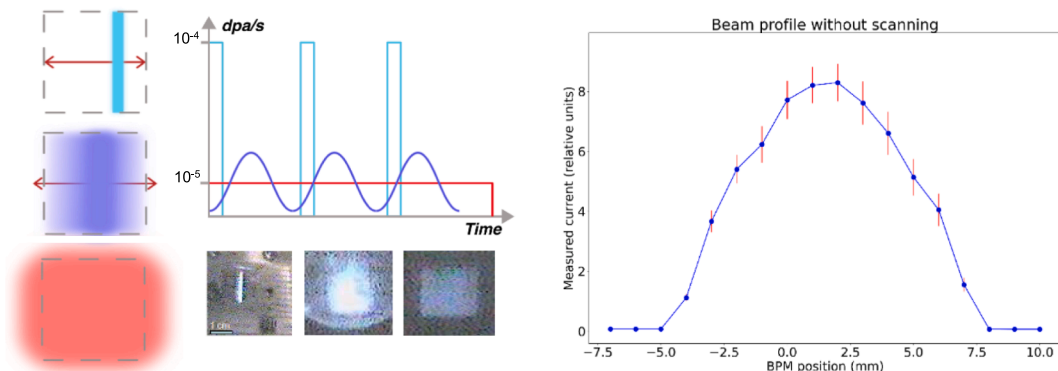 dpa/s
10-4
10-5
Time
1 cm
Beam profile without scanning
Measured current (relative units)
8
6
4
2
0
−7.5 −5.0 −2.5 0.0 2.5 5.0 7.5 10.0
BPM position (mm)